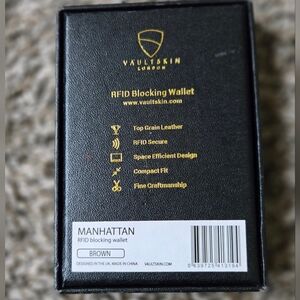 VAULTSKIN
LONDON
RFID Blocking Wallet
www.vaultskin.com
Top Grain Leather
RFID Secure
Space Efficient Design
Compact Fit
Fine Craftmanship
MANHATTAN
RFID blocking wallet
BROWN
DESIGNED IN THE UK. MADE IN CHINA VAULTSKIN.COM